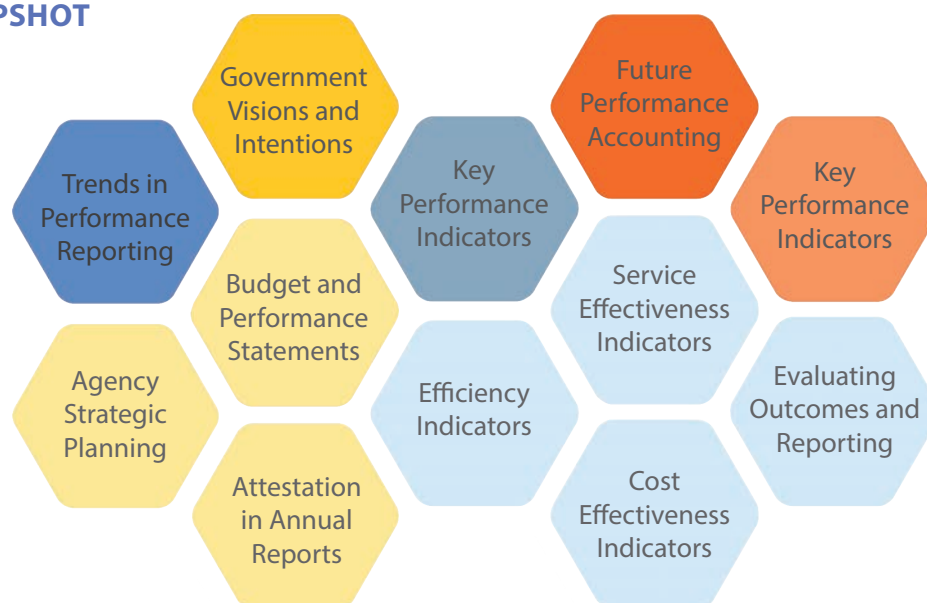 PSHOT
Government
Visions and
Intentions
Future
Performance
Accounting
Trends in
Performance
Reporting
Key
Performance
Indicators
Key
Performance
Indicators
Budget and
Performance
Statements
Service
Effectiveness
Indicators
Agency
Strategic
Planning
Efficiency
Indicators
Evaluating
Outcomes and
Reporting
Attestation
in Annual
Reports
Cost
Effectiveness
Indicators